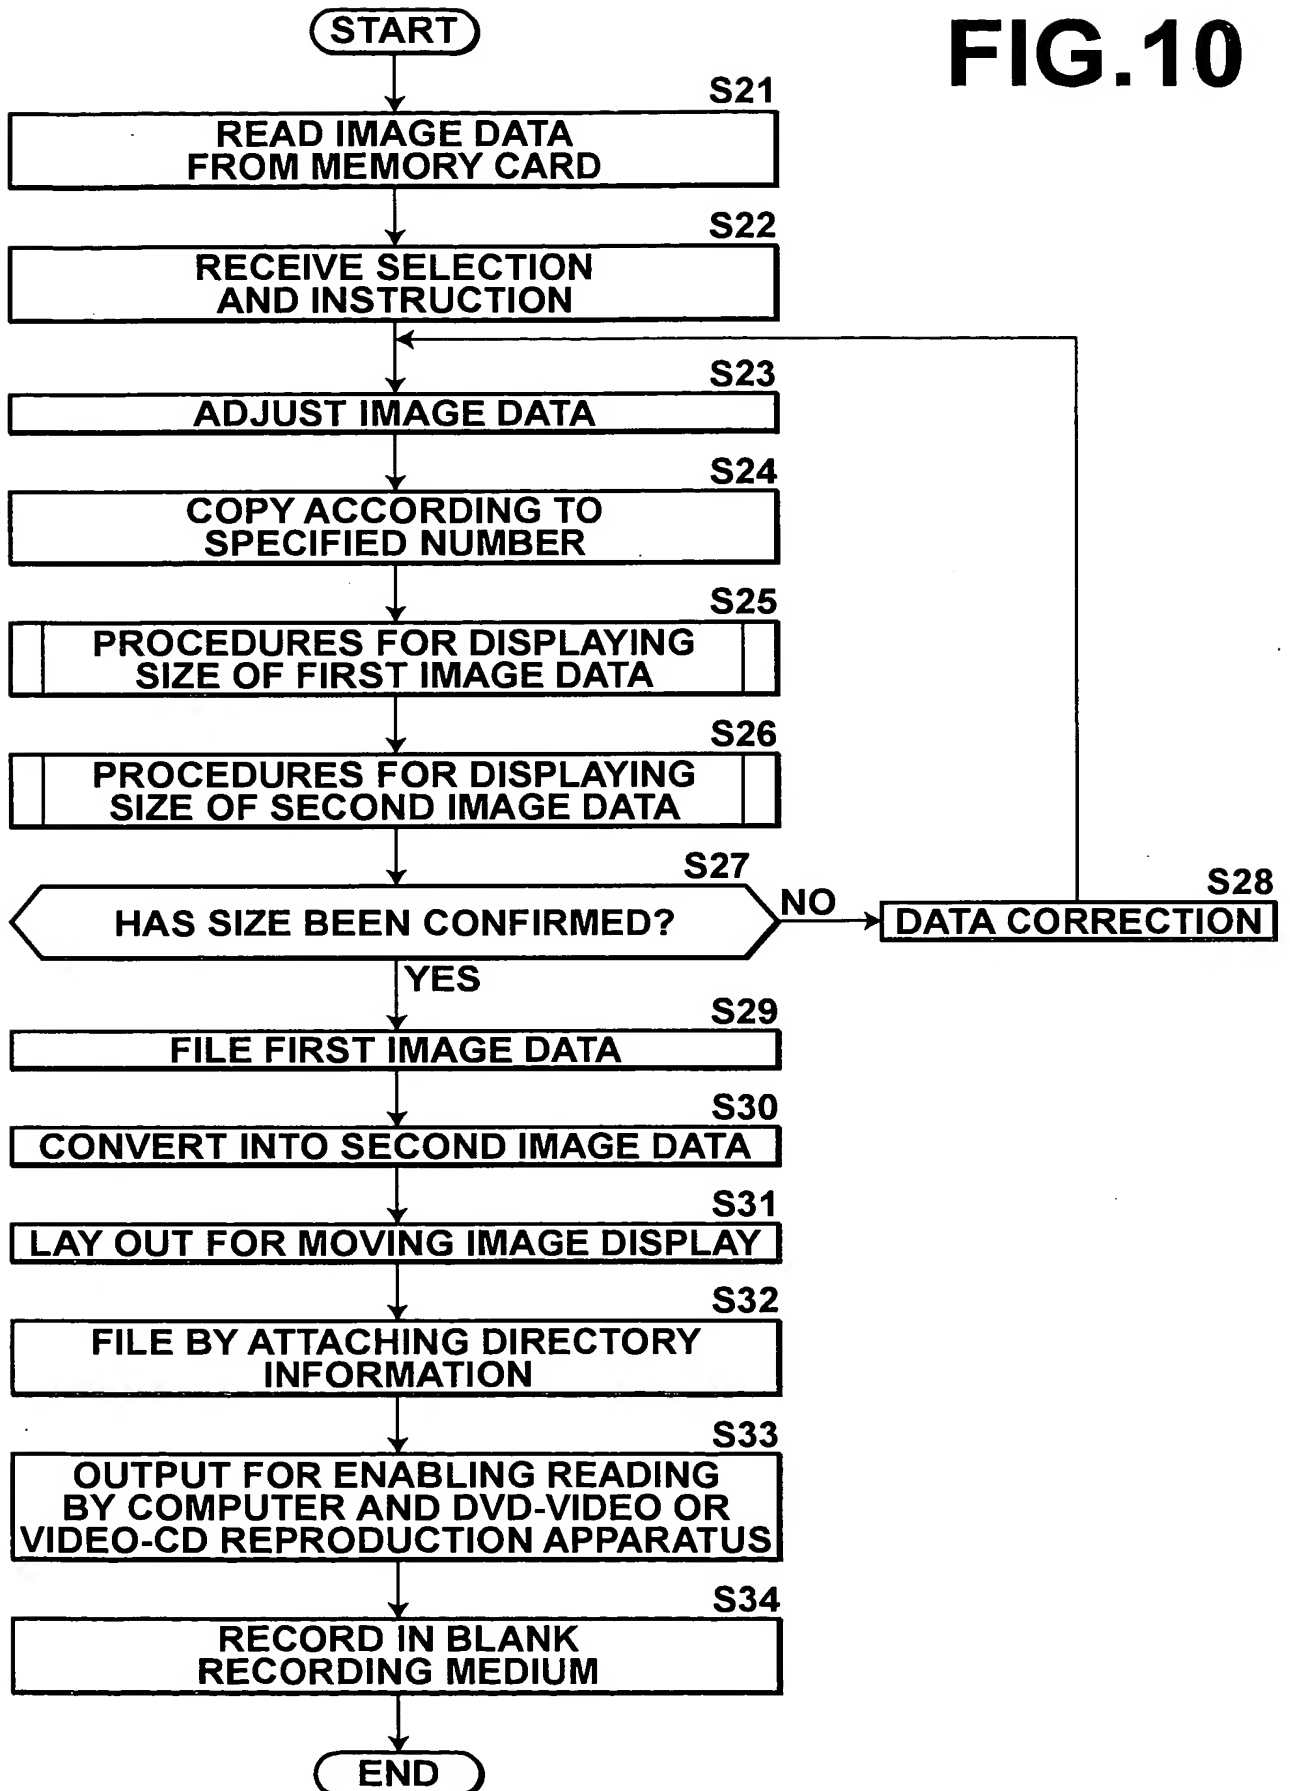 START
FIG.10
S21
READ IMAGE DATA
FROM MEMORY CARD
S22
RECEIVE SELECTION
AND INSTRUCTION
S23
ADJUST IMAGE DATA
S24
COPY ACCORDING TO
SPECIFIED NUMBER
S25
PROCEDURES FOR DISPLAYING
SIZE OF FIRST IMAGE DATA
S26
PROCEDURES FOR DISPLAYING
SIZE OF SECOND IMAGE DATA
S27
HAS SIZE BEEN CONFIRMED?
NO
S28
DATA CORRECTION
YES
S29
FILE FIRST IMAGE DATA
S30
CONVERT INTO SECOND IMAGE DATA
S31
LAY OUT FOR MOVING IMAGE DISPLAY
S32
FILE BY ATTACHING DIRECTORY
INFORMATION
S33
OUTPUT FOR ENABLING READING
BY COMPUTER AND DVD-VIDEO OR
VIDEO-CD REPRODUCTION APPARATUS
S34
RECORD IN BLANK
RECORDING MEDIUM
END